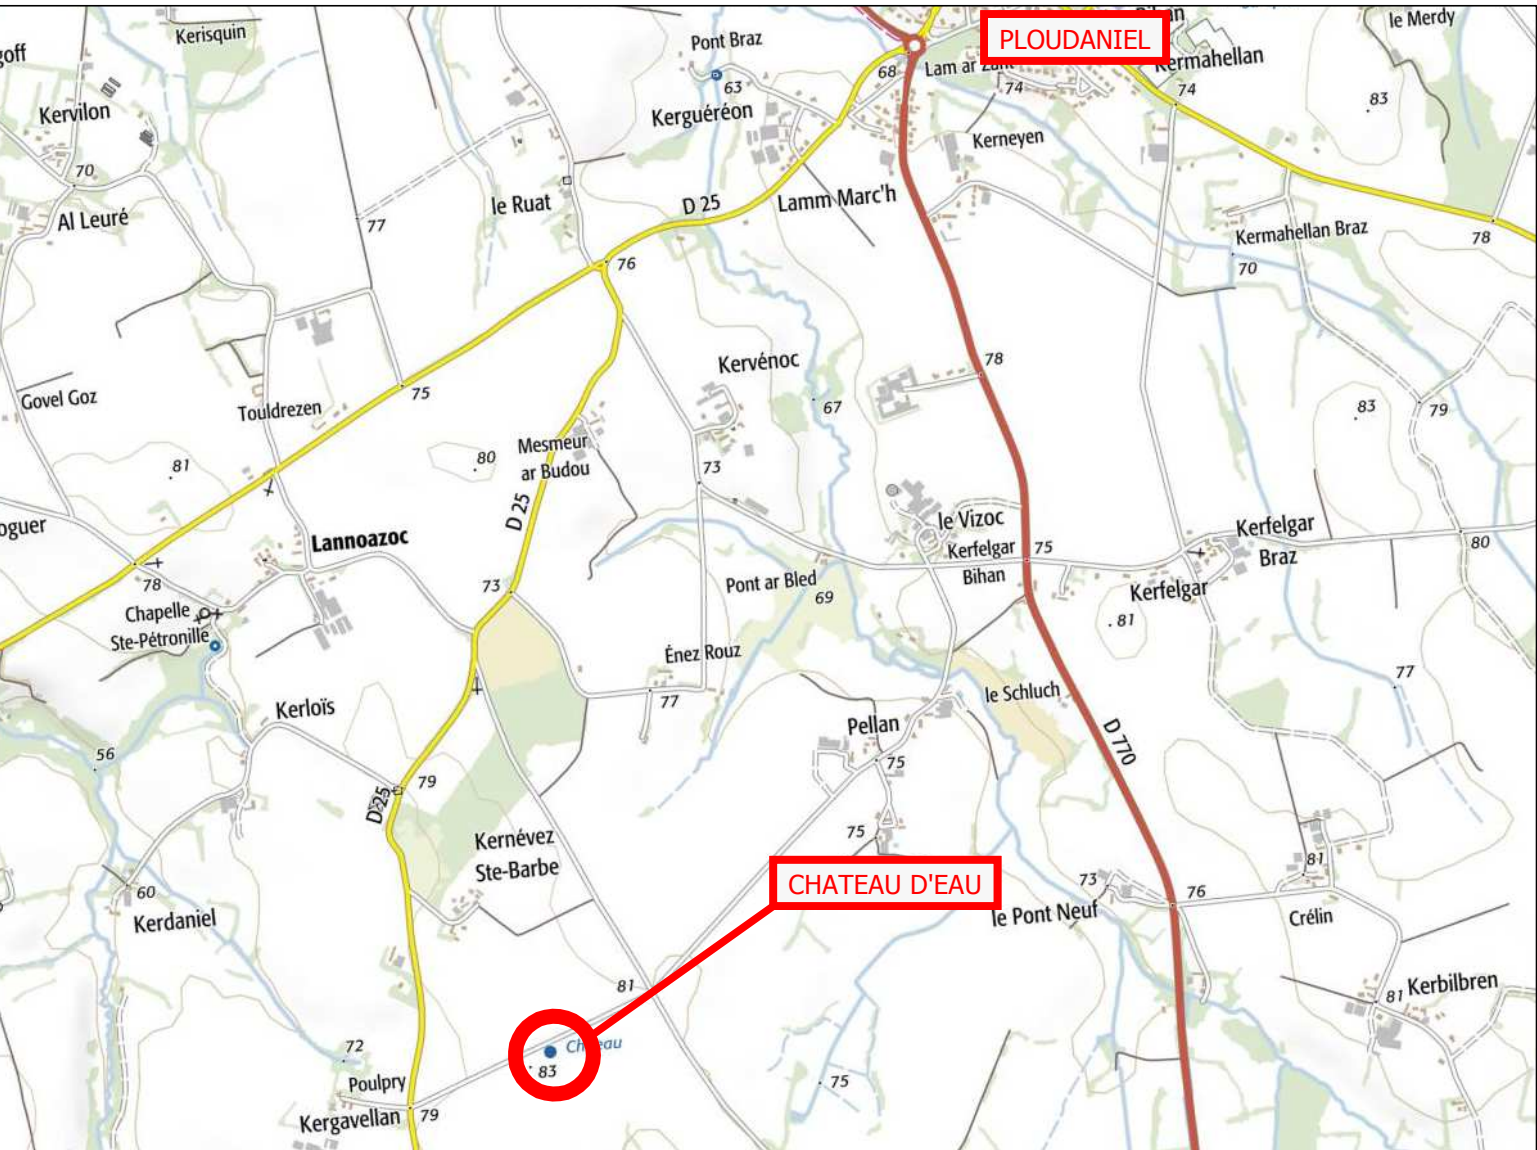 Kerisquin
Pont Braz
PLOUDANIEL
le Merdy
goff
68
Lam ar Zant
Kermahellan
63
74
74
83
Kervilon
Kerguéréon
Kerneyen
70
le Ruat
D 25
Lamm Marc'h
Al Leuré
77
Kermahellan Braz
78
76
70
Kervénoc
78
Govel Goz
75
Touldrezen
67
83
79
Mesmeur
ar Budou
81
80
73
D 25
oguer
le Vizoc
Kerfelgar
Braz
Lannoazoc
Kerfelgar
Bihan
75
80
78
73
Pont ar Bled
69
Kerfelgar
Chapelle
Ste-Pétronille
81
Énez Rouz
77
77
le Schluch
Kerloïs
Pellan
D 770
56
75
79
D 25
Kernévez
Ste-Barbe
75
81
CHATEAU D'EAU
73
76
60
Kerdaniel
le Pont Neuf
Crélin
81
81
Kerbilbren
72
83
75
Poulpry
Kergavellan
79